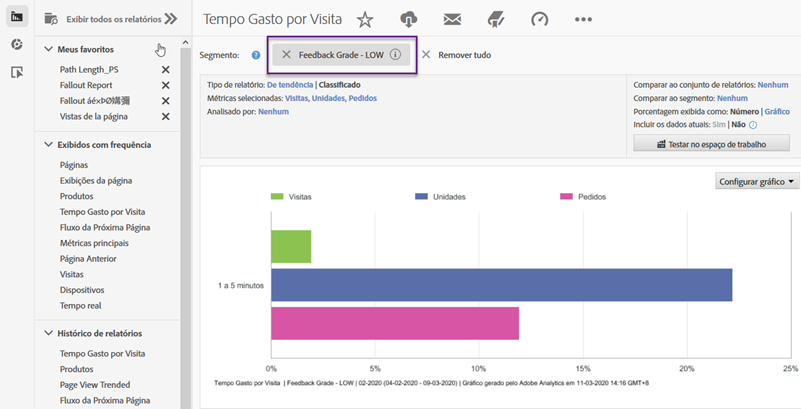 Exibir todos os relatórios
Meus favoritos
Path Length_PS
Fallout Report
Vistas de la página
Exibidos com frequência
Páginas
Exibições da página
Produtos
Tempo Gasto por Visita
Fluxo da Próxima Página
Métricas principais
Página Anterior
Visitas
Dispositivos
Tempo real
Histórico de relatórios
Tempo Gasto por Visita
Produtos
Page View Trended
Fluxo da Próxima Página
Tempo Gasto por Visita
Segmento: Feedback Grade - LOW Remover tudo
Tipo de relatório: De tendência | Classificado
Métricas selecionadas: Visitas, Unidades, Pedidos
Analisado por: Nenhum
Comparar ao conjunto de relatórios: Nenhum
Comparar ao segmento: Nenhum
Porcentagem exibida como: Número | Gráfico
Incluir os dados atuais: Sim | Não
Testar no espaço de trabalho
Configurar gráfico
Visitas Unidades Pedidos
1 a 5 minutos
0% 5% 10% 15% 20% 25%
Tempo Gasto por Visita | Feedback Grade - LOW | 02-2020 (04-02-2020 - 09-03-2020) | Gráfico gerado pelo Adobe Analytics em 11-03-2020 14:16 GMT+8